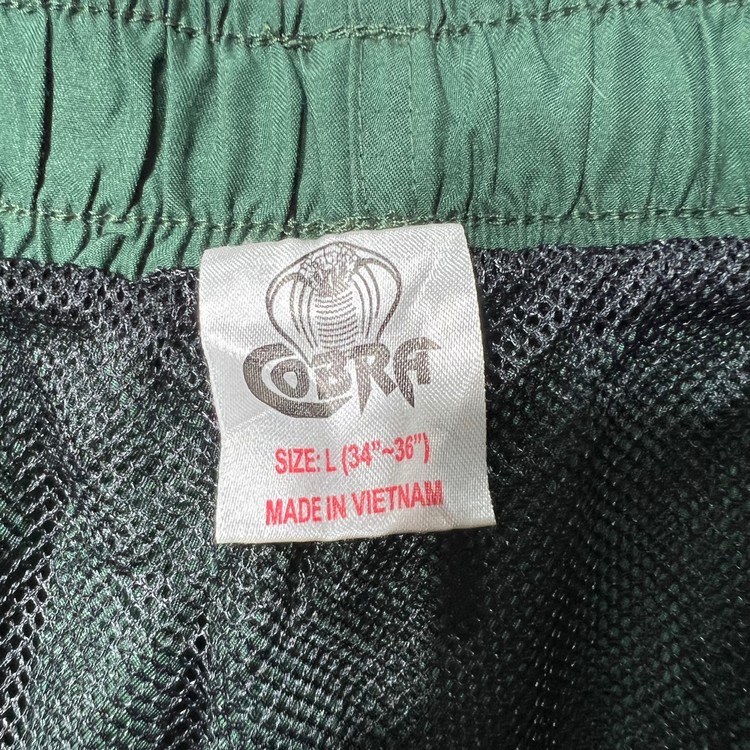 COBRA
SIZE: L (34"~36")
MADE IN VIETNAM